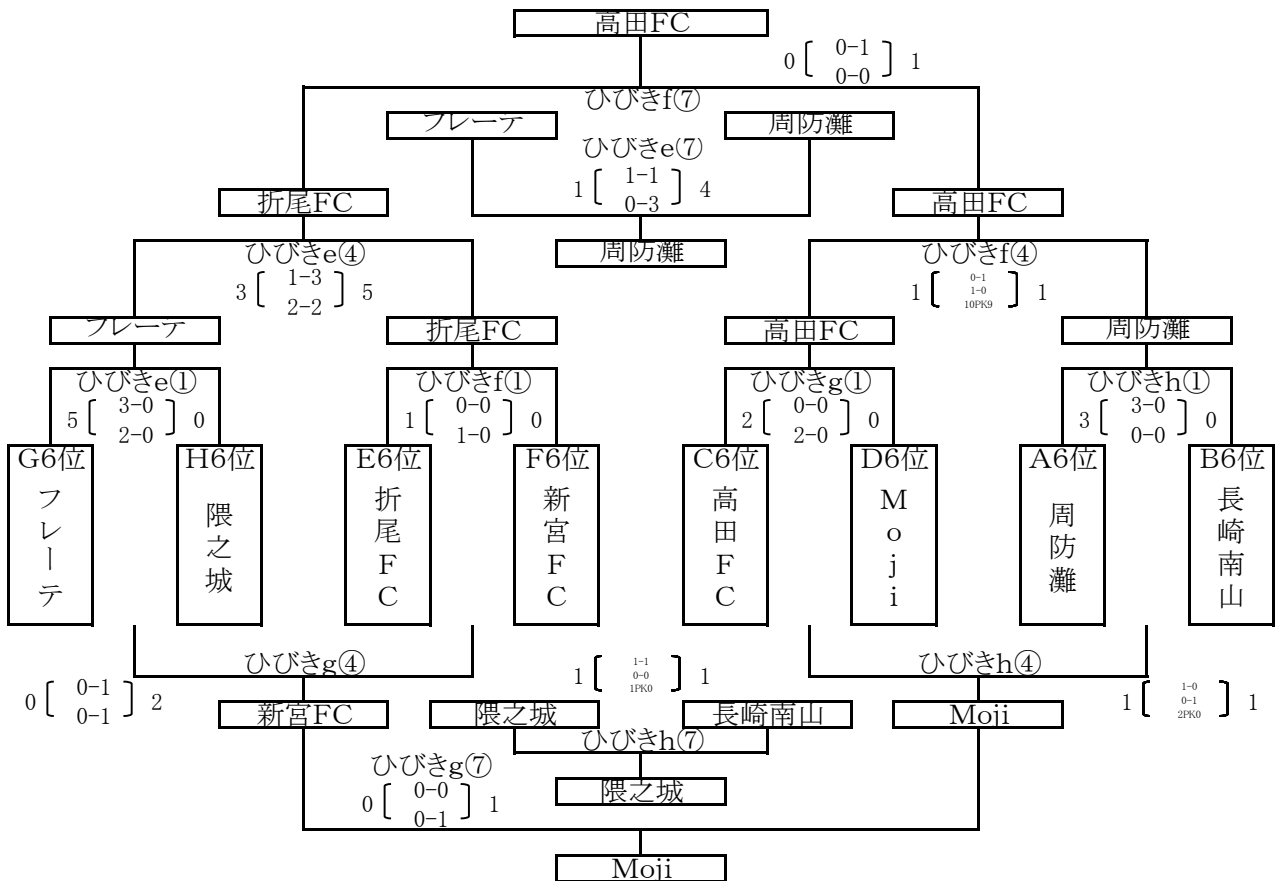 高田FC
0 [ 0-1 ] 1
0-0
ひびきf⑦
フレーテ 周防灘
ひびきe⑦
1 [ 1-1 ] 4
0-3
折尾FC 高田FC
周防灘
ひびきe④ ひびきf④
3 [ 1-3 ] 5
2-2
1 [ 0-1 ] 1
1-0
10PK9
フレーテ 折尾FC 高田FC 周防灘
ひびきe① ひびきf① ひびきg① ひびきh①
5 [ 3-0 ] 0
2-0
1 [ 0-0 ] 0
1-0
2 [ 0-0 ] 0
2-0
3 [ 3-0 ] 0
0-0
G6位 H6位 E6位 F6位 C6位 D6位 A6位 B6位
フレーテ
隈之城
折尾FC
新宮FC
高田FC
Moji
周防灘
長崎南山
ひびきg④ ひびきh④
0 [ 0-1 ] 2
0-1
1 [ 1-1 ] 1
0-0
1PK0
1 [ 1-0 ] 1
0-1
2PK0
新宮FC 隈之城 長崎南山 Moji
ひびきh⑦
ひびきg⑦
隈之城
0 [ 0-0 ] 1
0-1
Moji